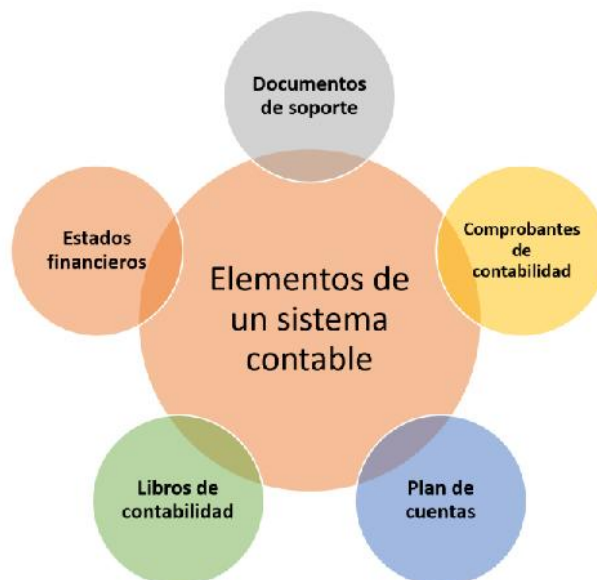 Documentos
de soporte
Comprobantes
de
contabilidad
Plan de
cuentas
Libros de
contabilidad
Estados
financieros
Elementos de
un sistema
contable